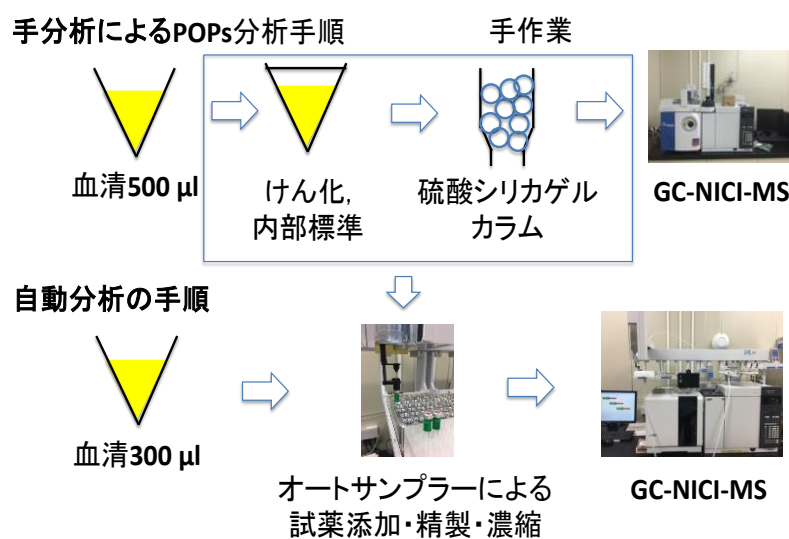 手分析によるPOPs分析手順
手作業
血清500 µl
けん化,
内部標準
硫酸シリカゲル
カラム
GC-NICI-MS
自動分析の手順
血清300 µl
オートサンプラーによる
試薬添加・精製・濃縮
GC-NICI-MS